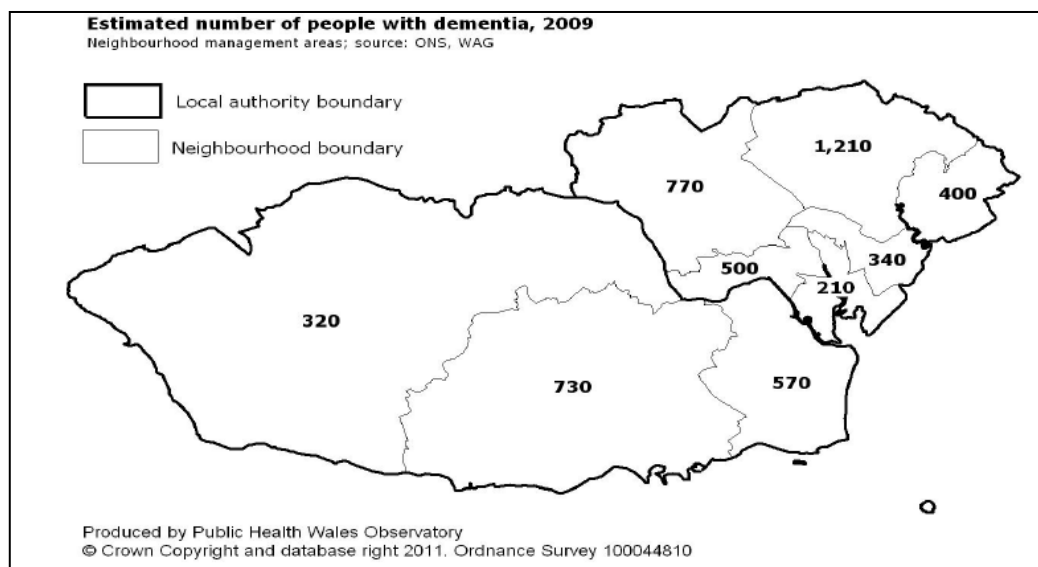 Estimated number of people with dementia, 2009
Neighbourhood management areas; source: ONS, WAG
Local authority boundary
Neighbourhood boundary
1,210
770
400
340
500
210
320
570
730
Produced by Public Health Wales Observatory
© Crown Copyright and database right 2011. Ordnance Survey 100044810